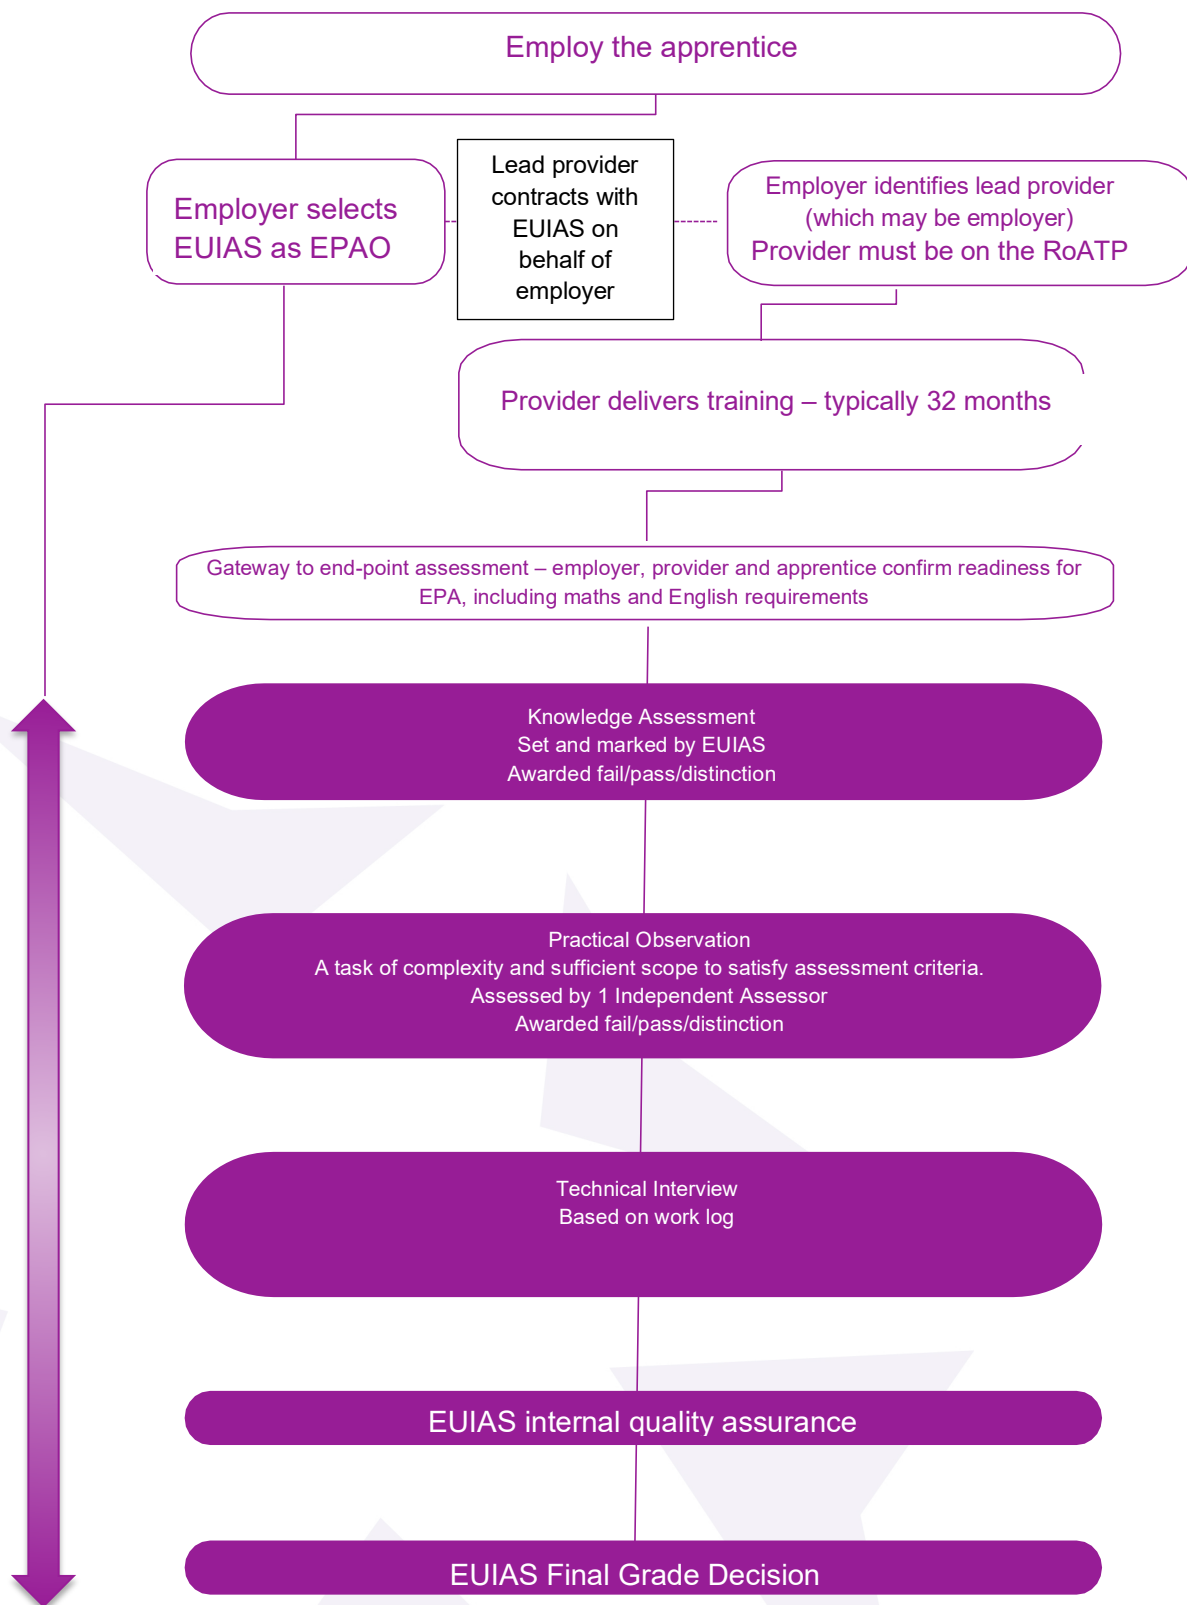 Employ the apprentice
Employer selects
EUIAS as EPAO
Lead provider
contracts with
EUIAS on
behalf of
employer
Employer identifies lead provider
(which may be employer)
Provider must be on the RoATP
Provider delivers training – typically 32 months
Gateway to end-point assessment – employer, provider and apprentice confirm readiness for
EPA, including maths and English requirements
Knowledge Assessment
Set and marked by EUIAS
Awarded fail/pass/distinction
Practical Observation
A task of complexity and sufficient scope to satisfy assessment criteria.
Assessed by 1 Independent Assessor
Awarded fail/pass/distinction
Technical Interview
Based on work log
EUIAS internal quality assurance
EUIAS Final Grade Decision